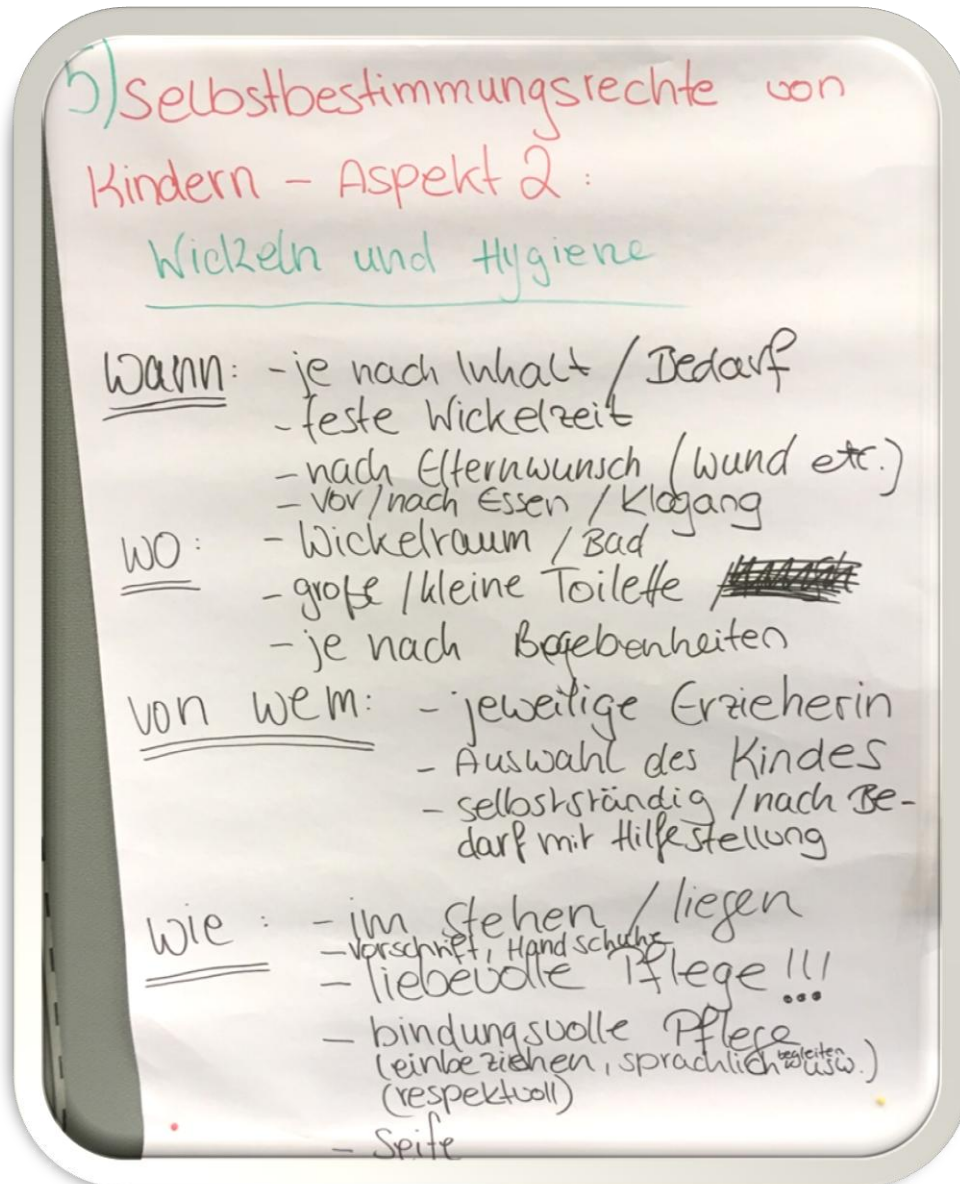 5) Selbstbestimmungsrechte von
Kindern - Aspekt 2:
Wickeln und Hygiene
Wann: - je nach Inhalt / Bedarf
- feste Wickelzeit
- nach Elternwunsch (wund etc.)
- vor/nach Essen / Klogang
WO: - Wickelraum / Bad
- große / kleine Toilette /
- je nach Begebenheiten
von wem: - jeweilige Erzieherin
- Auswahl des Kindes
- selbstständig / nach Be-
darf mit Hilfestellung
Wie: - im Stehen / liegen
- Vorschrift, Handschuhe
- liebevolle Pflege !!!
- bindungsvolle Pflege
(einbeziehen, sprachlich begleiten usw.)
(respektvoll)
- Seife